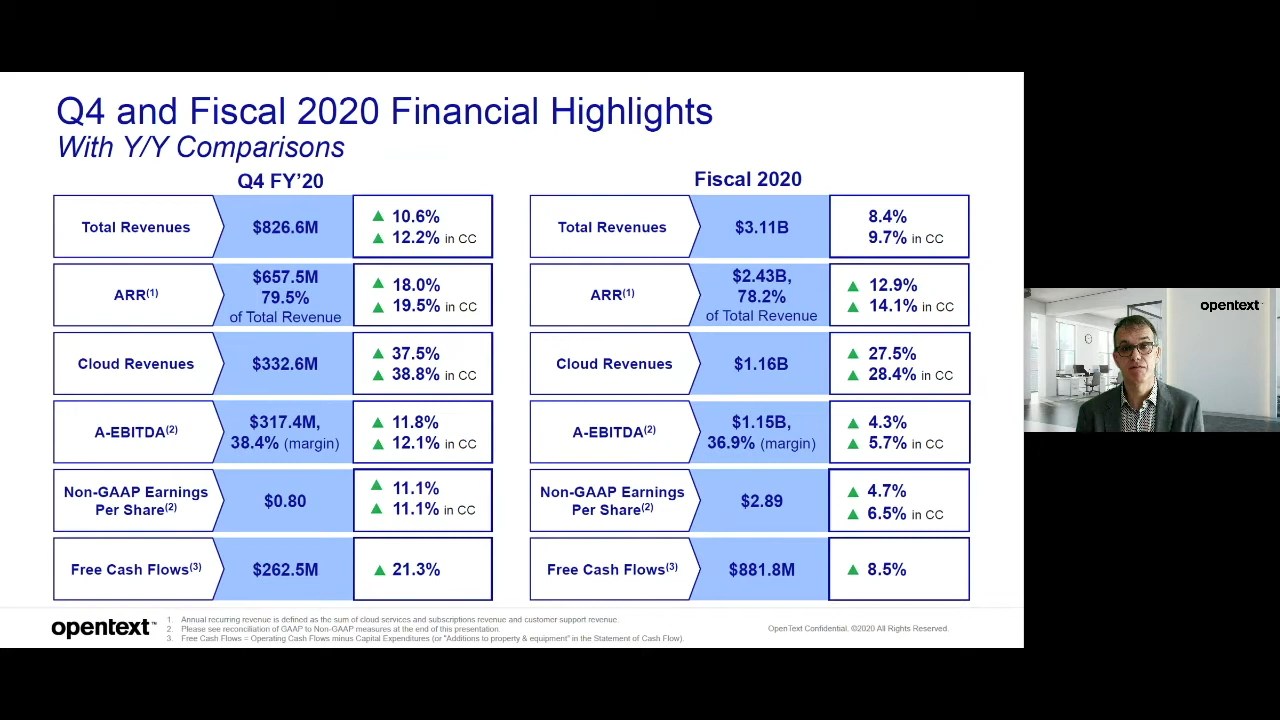 Q4 and Fiscal 2020 Financial Highlights
With Y/Y Comparisons
Q4 FY’20
Total Revenues
$826.6M
10.6%
12.2% in CC
ARR(1)
$657.5M
79.5%
of Total Revenue
18.0%
19.5% in CC
Cloud Revenues
$332.6M
37.5%
38.8% in CC
A-EBITDA(2)
$317.4M,
38.4% (margin)
11.8%
12.1% in CC
Non-GAAP Earnings
Per Share(2)
$0.80
11.1%
11.1% in CC
Free Cash Flows(3)
$262.5M
21.3%
Fiscal 2020
Total Revenues
$3.11B
8.4%
9.7% in CC
ARR(1)
$2.43B,
78.2%
of Total Revenue
12.9%
14.1% in CC
Cloud Revenues
$1.16B
27.5%
28.4% in CC
A-EBITDA(2)
$1.15B,
36.9% (margin)
4.3%
5.7% in CC
Non-GAAP Earnings
Per Share(2)
$2.89
4.7%
6.5% in CC
Free Cash Flows(3)
$881.8M
8.5%
opentext™
1. Annual recurring revenue is defined as the sum of cloud services and subscriptions revenue and customer support revenue.
2. Please see reconciliation of GAAP to Non-GAAP measures at the end of this presentation.
3. Free Cash Flows = Operating Cash Flows minus Capital Expenditures (or "Additions to property & equipment" in the Statement of Cash Flow).
OpenText Confidential. ©2020 All Rights Reserved.
opentext